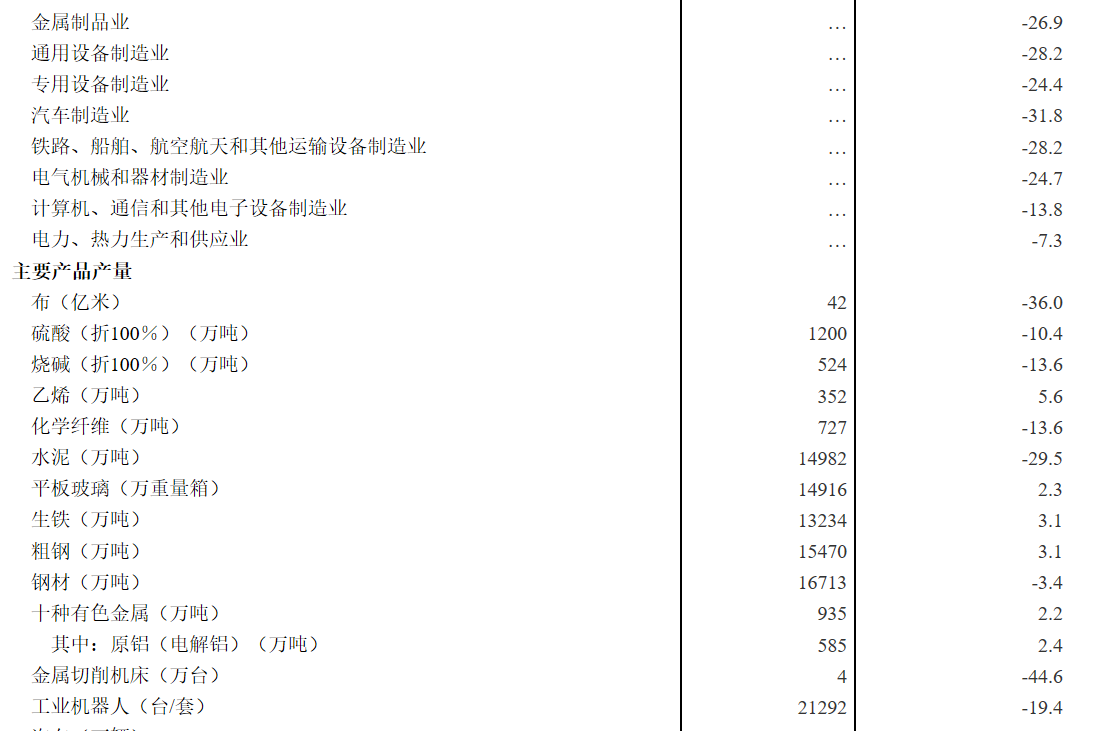 金属制品业 … -26.9
通用设备制造业 … -28.2
专用设备制造业 … -24.4
汽车制造业 … -31.8
铁路、船舶、航空航天和其他运输设备制造业 … -28.2
电气机械和器材制造业 … -24.7
计算机、通信和其他电子设备制造业 … -13.8
电力、热力生产和供应业 … -7.3
主要产品产量
布（亿米） 42 -36.0
硫酸（折100％）（万吨） 1200 -10.4
烧碱（折100％）（万吨） 524 -13.6
乙烯（万吨） 352 5.6
化学纤维（万吨） 727 -13.6
水泥（万吨） 14982 -29.5
平板玻璃（万重量箱） 14916 2.3
生铁（万吨） 13234 3.1
粗钢（万吨） 15470 3.1
钢材（万吨） 16713 -3.4
十种有色金属（万吨） 935 2.2
其中：原铝（电解铝）（万吨） 585 2.4
金属切削机床（万台） 4 -44.6
工业机器人（台/套） 21292 -19.4